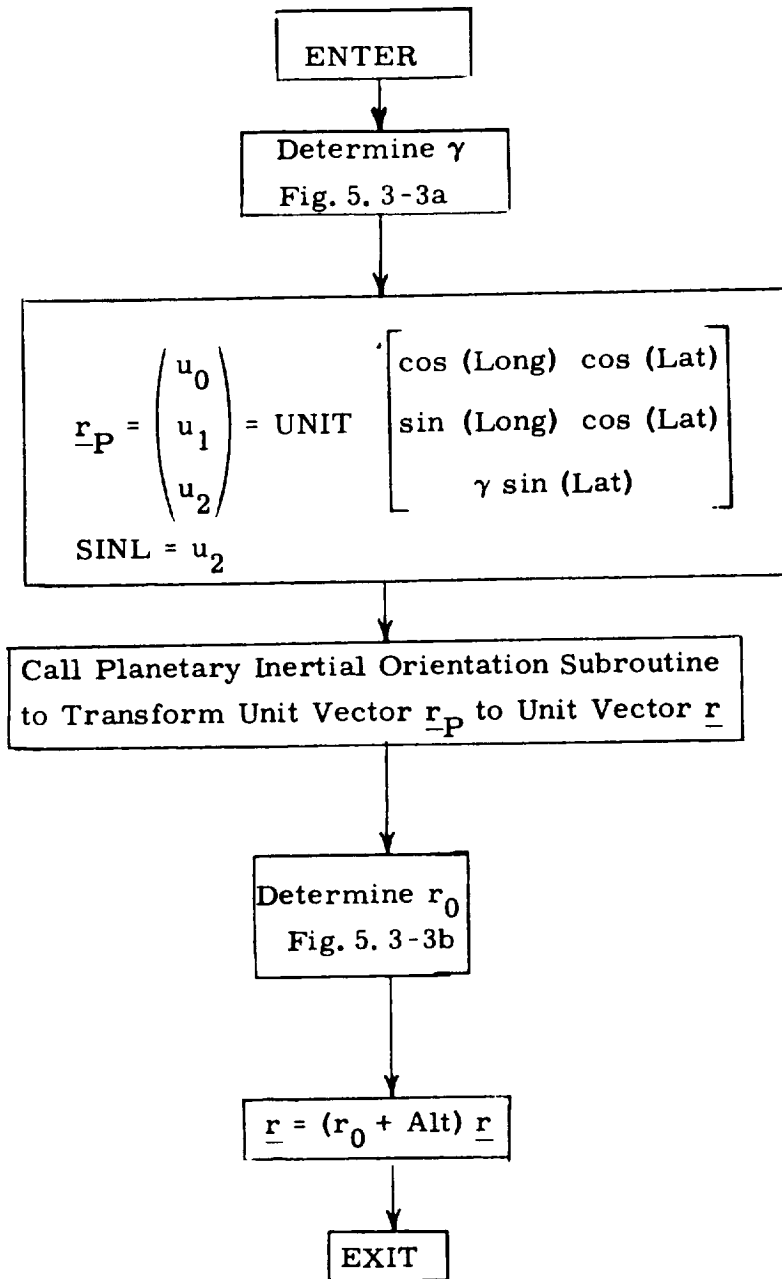 ENTER
Determine γ
Fig. 5. 3-3a
r_P = (u_0 u_1 u_2) = UNIT [cos (Long) cos (Lat)
sin (Long) cos (Lat)
γ sin (Lat)]
SINL = u_2
Call Planetary Inertial Orientation Subroutine
to Transform Unit Vector r_P to Unit Vector r
Determine r_0
Fig. 5. 3-3b
r = (r_0 + Alt) r
EXIT